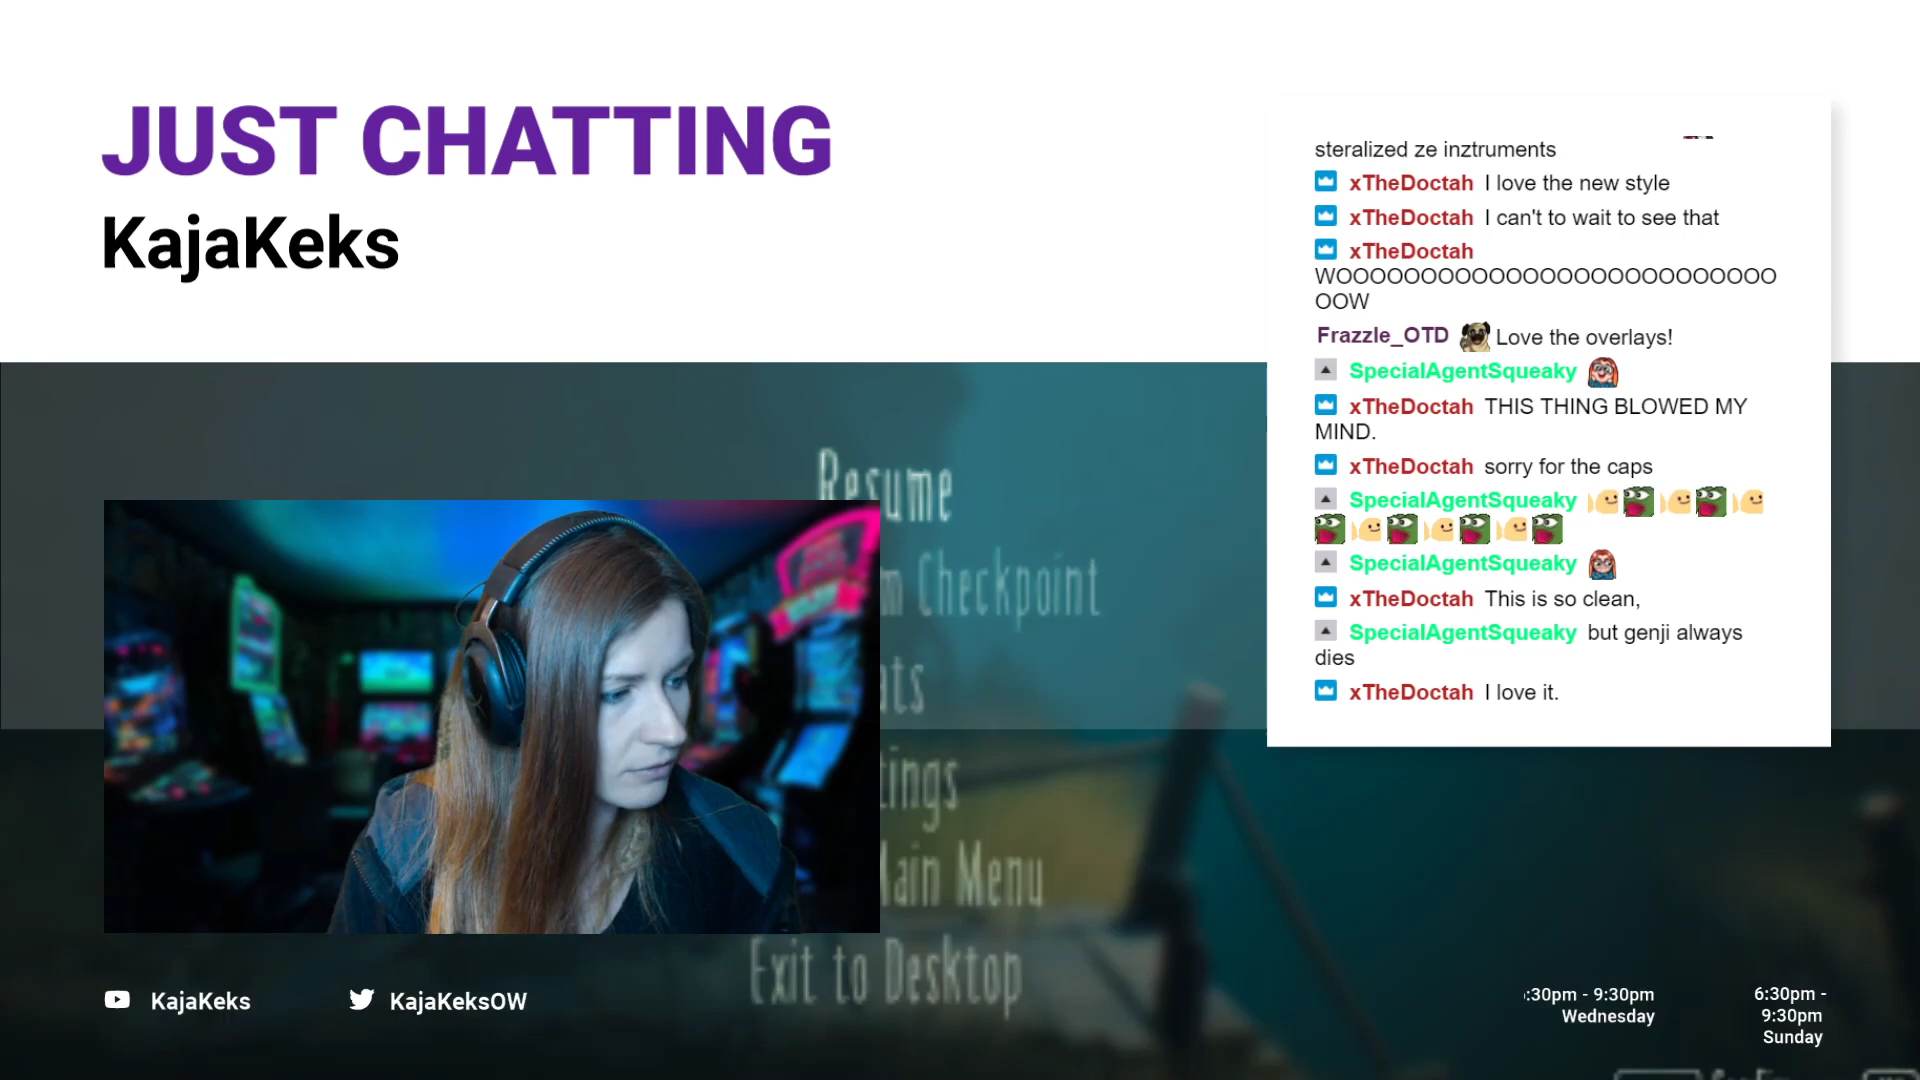 JUST CHATTING
KajaKeks
steralized ze inztruments
xTheDoctah I love the new style
xTheDoctah I can't to wait to see that
xTheDoctah
WOOOOOOOOOOOOOOOOOOOOOOOOOO
OOW
Frazzle_OTD Love the overlays!
SpecialAgentSqueaky
xTheDoctah THIS THING BLOWED MY
MIND.
xTheDoctah sorry for the caps
SpecialAgentSqueaky
SpecialAgentSqueaky
xTheDoctah This is so clean,
SpecialAgentSqueaky but genji always
dies
xTheDoctah I love it.
Resume
Checkpoint
Main Menu
Exit to Desktop
KajaKeks
KajaKeksOW
:30pm - 9:30pm
Wednesday
6:30pm -
9:30pm
Sunday